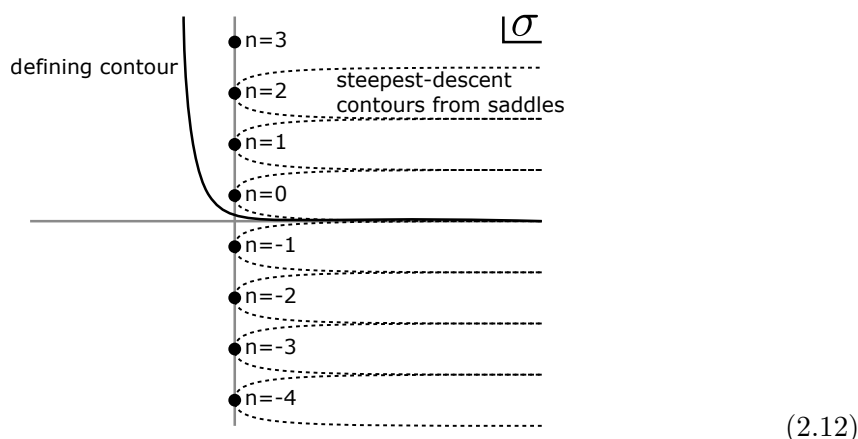 σ
n=3
defining contour
n=2
steepest-descent
contours from saddles
n=1
n=0
n=-1
n=-2
n=-3
n=-4
(2.12)